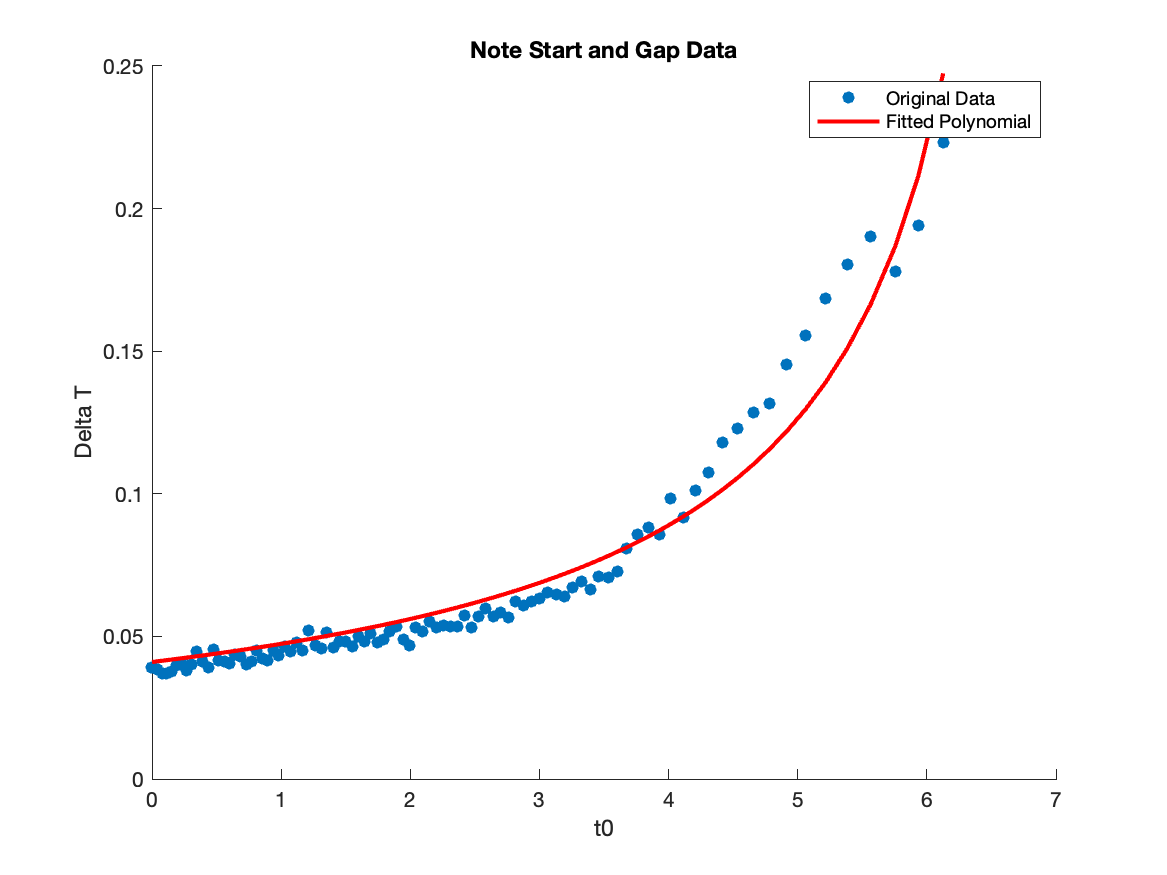 Note Start and Gap Data
Original Data
Fitted Polynomial
0.25
0.2
0.15
0.1
0.05
0
Delta T
0 1 2 3 4 5 6 7
t0